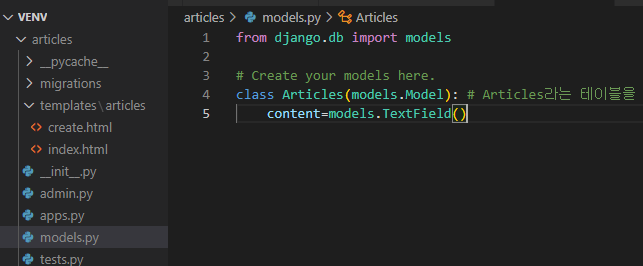 VENV
articles
__pycache__
migrations
templates\articles
create.html
index.html
__init__.py
admin.py
apps.py
models.py
tests.py
articles > models.py > Articles
1 from django.db import models
2
3 # Create your models here.
4 class Articles(models.Model): # Articles라는 테이블을
5 content=models.TextField()